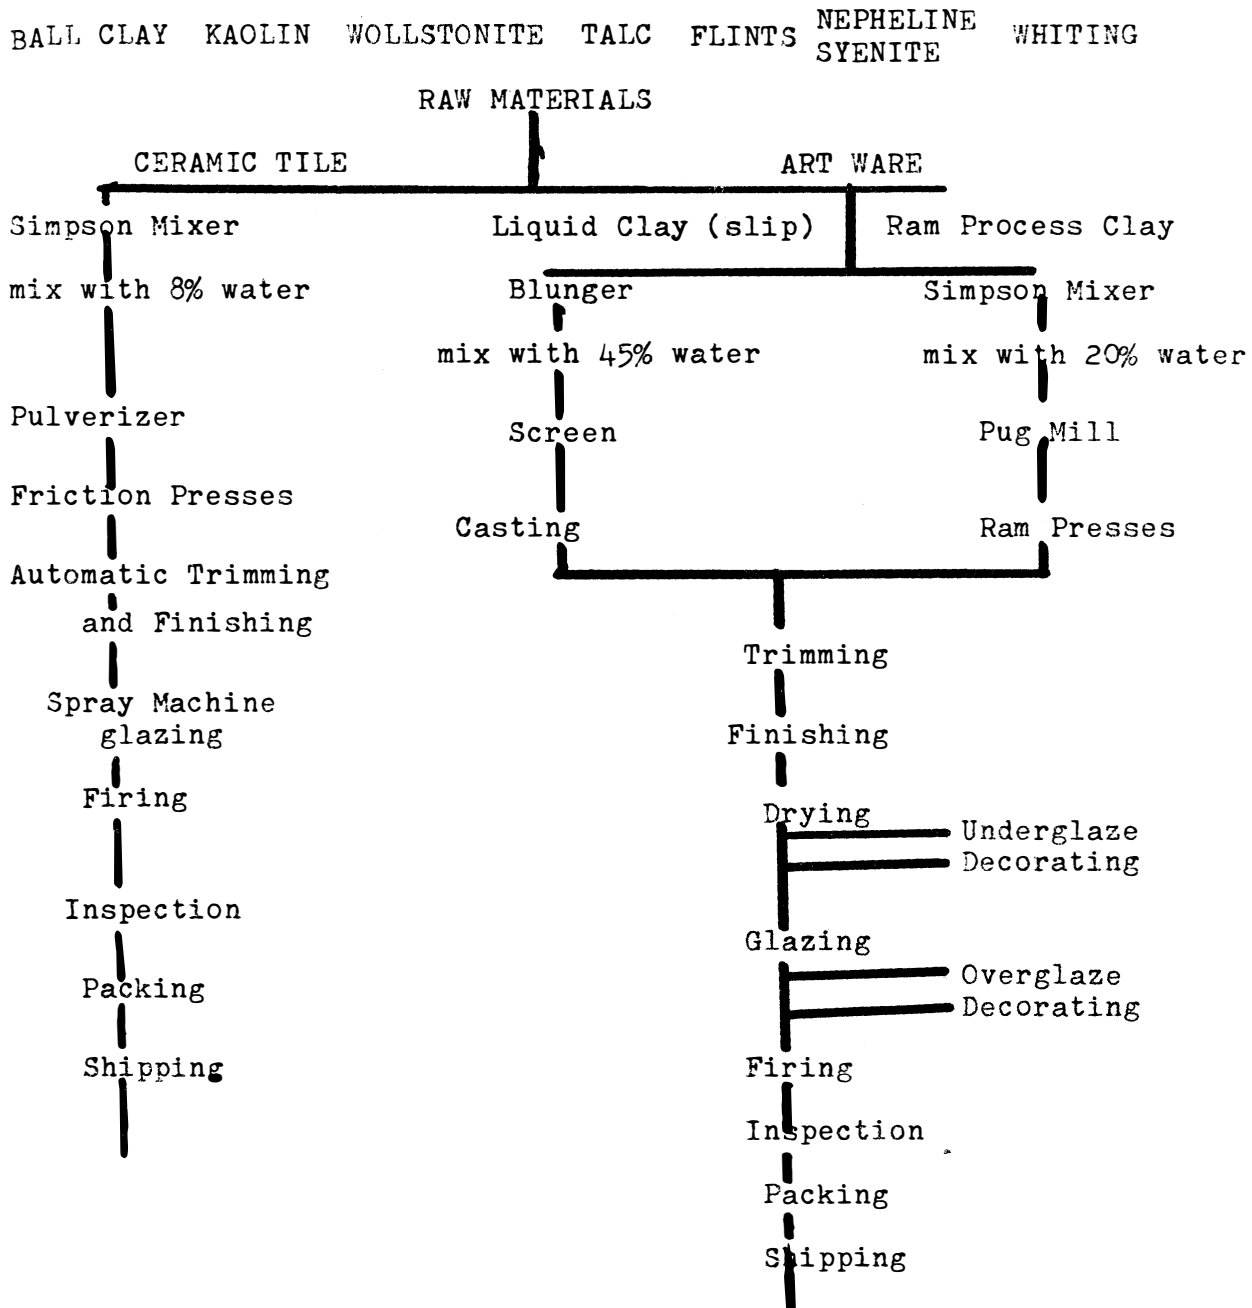 BALL CLAY KAOLIN WOLLSTONITE TALC FLINTS NEPHELINE SYENITE WHITING
RAW MATERIALS
CERAMIC TILE
ART WARE
Simpson Mixer
mix with 8% water
Pulverizer
Friction Presses
Automatic Trimming
and Finishing
Spray Machine
glazing
Firing
Inspection
Packing
Shipping
Liquid Clay (slip)
Ram Process Clay
Blunger
mix with 45% water
Screen
Casting
Simpson Mixer
mix with 20% water
Pug Mill
Ram Presses
Trimming
Finishing
Drying
Underglaze
Decorating
Glazing
Overglaze
Decorating
Firing
Inspection
Packing
Shipping